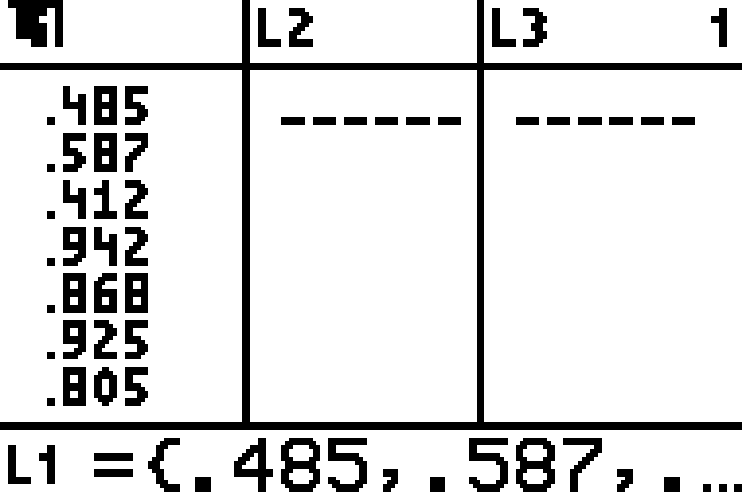 L1 L2 L3 1
.485 ------ ------
.587
.412
.942
.868
.925
.805
L1 ={.485,.587,....